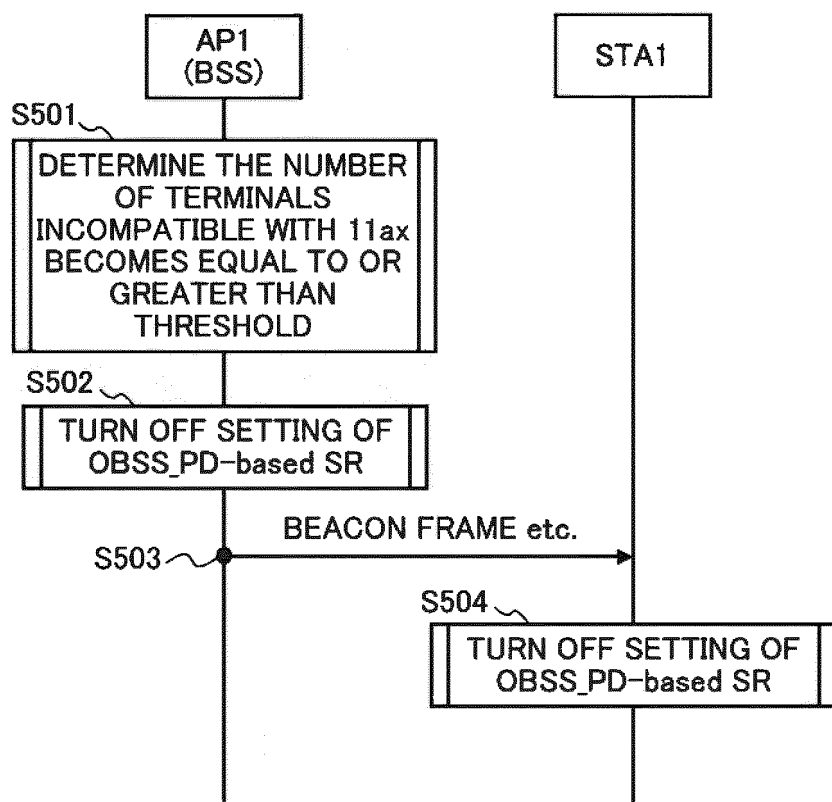 AP1
(BSS)
STA1
S501
DETERMINE THE NUMBER
OF TERMINALS
INCOMPATIBLE WITH 11ax
BECOMES EQUAL TO OR
GREATER THAN
THRESHOLD
S502
TURN OFF SETTING OF
OBSS_PD-based SR
BEACON FRAME etc.
S503
S504
TURN OFF SETTING OF
OBSS_PD-based SR